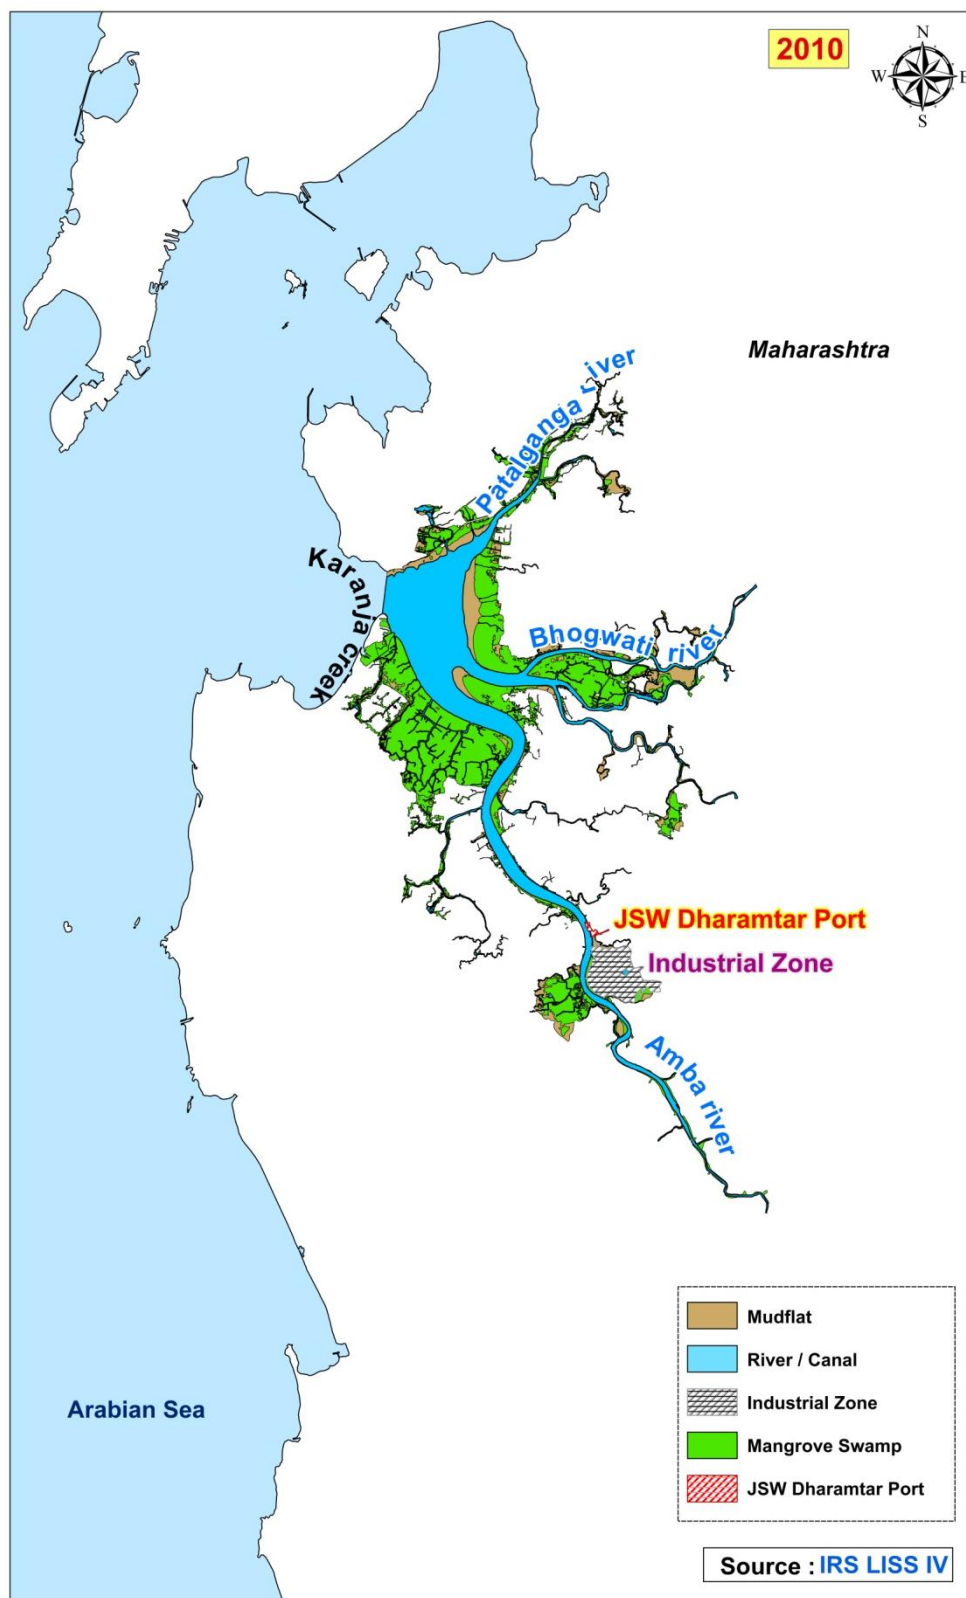 2010
N
W E
S
Maharashtra
Patalganga River
Karanja creek
Bhogwati river
JSW Dharamtar Port
Industrial Zone
Amba river
Mudflat
River / Canal
Industrial Zone
Mangrove Swamp
JSW Dharamtar Port
Arabian Sea
Source : IRS LISS IV